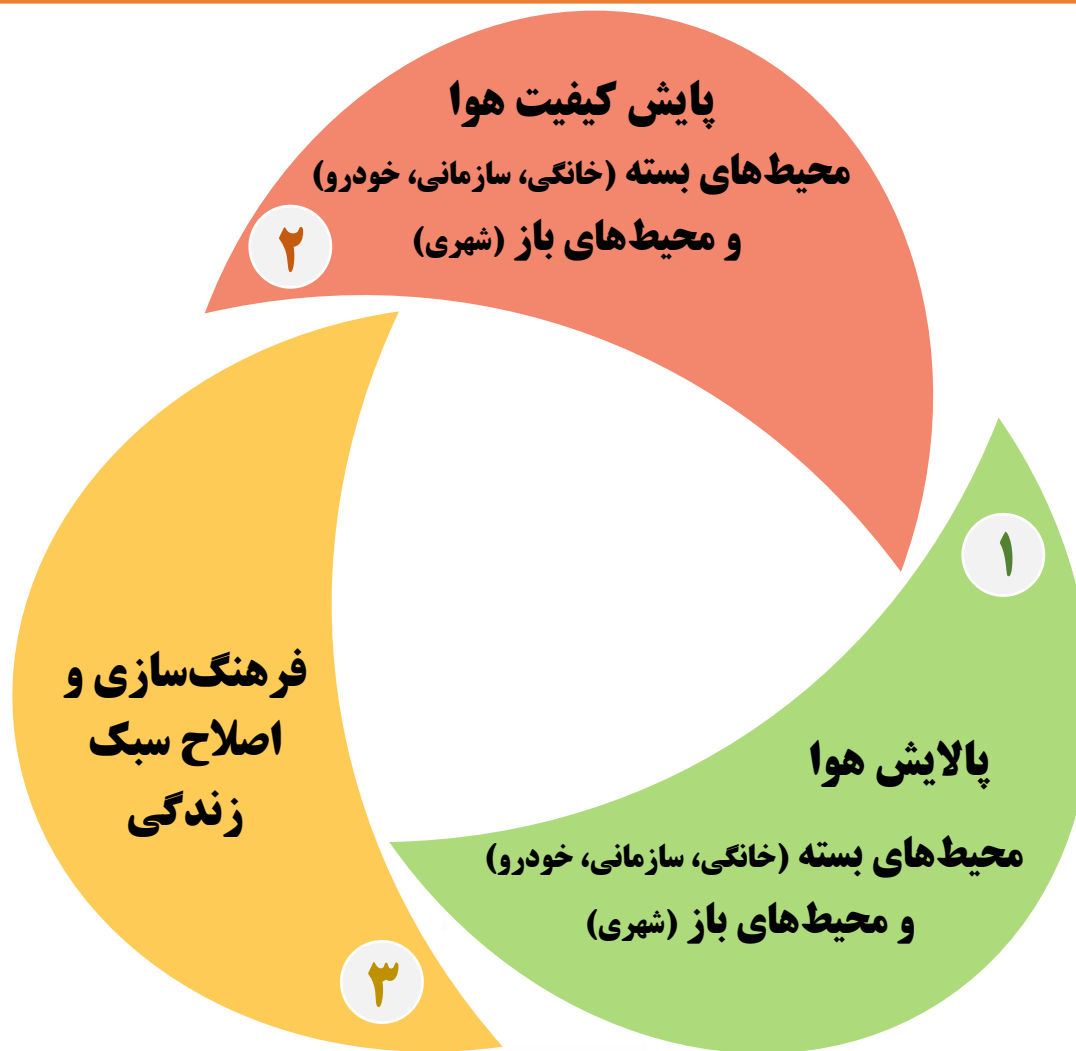 پایش کیفیت هوا
محیط‌های بسته (خانگی، سازمانی، خودرو)
و محیط‌های باز (شهری)
۲
۱
پالایش هوا
محیط‌های بسته (خانگی، سازمانی، خودرو)
و محیط‌های باز (شهری)
فرهنگ‌سازی و
اصلاح سبک
زندگی
۳